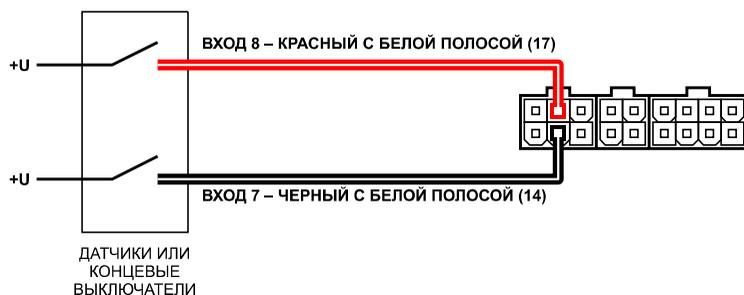 ВХОД 8 – КРАСНЫЙ С БЕЛОЙ ПОЛОСОЙ (17)
+U
+U
ВХОД 7 – ЧЕРНЫЙ С БЕЛОЙ ПОЛОСОЙ (14)
ДАТЧИКИ ИЛИ
КОНЦЕВЫЕ
ВЫКЛЮЧАТЕЛИ